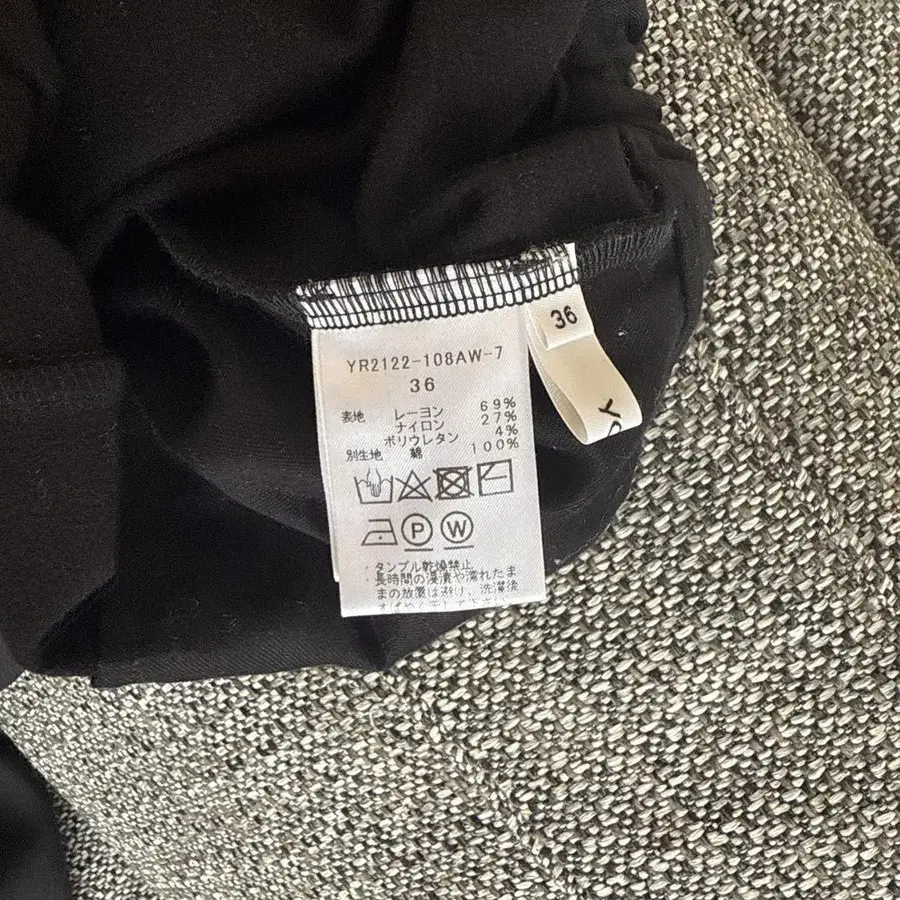 YR2122-108AW-7
36
表地 レーヨン 69%
ナイロン 27%
ポリウレタン 4%
別生地 綿 100%
P W
・タンブル乾燥禁止
・長時間の浸漬や濡れたま
まの放置は避け、洗濯後
36